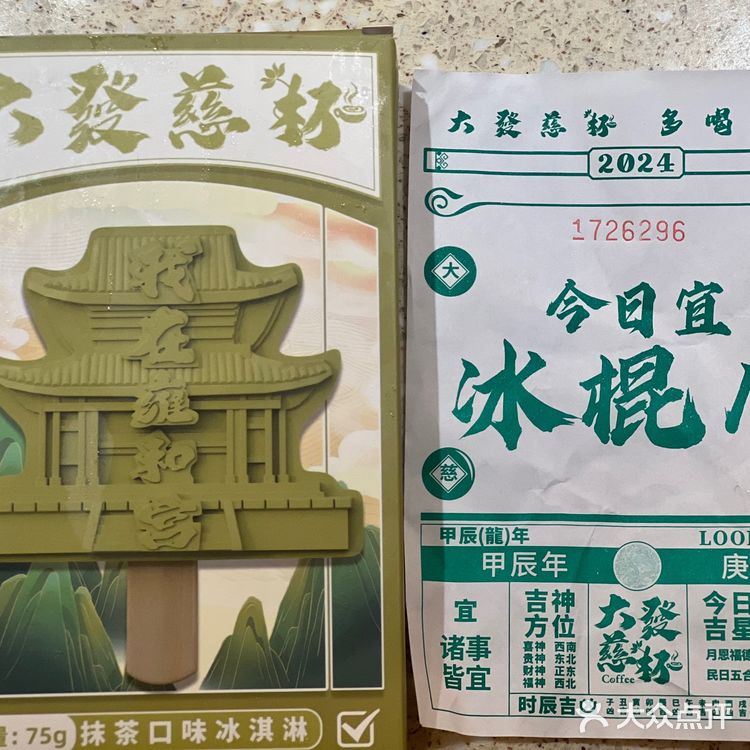 大發慈杯
我在雍和宫
量: 75g 抹茶口味冰淇淋
大發慈杯 多喝
2024
1726296
大
今日宜
冰棍
慈
甲辰(龍)年
LOO
甲辰年
庚
宜
诸事
皆宜
吉神
方位
喜神 西南
贵神 东北
财神 正东
福神 西北
大發
慈杯
Coffee
今日
吉星
月恩福德
民日五合
时辰吉
大众点评